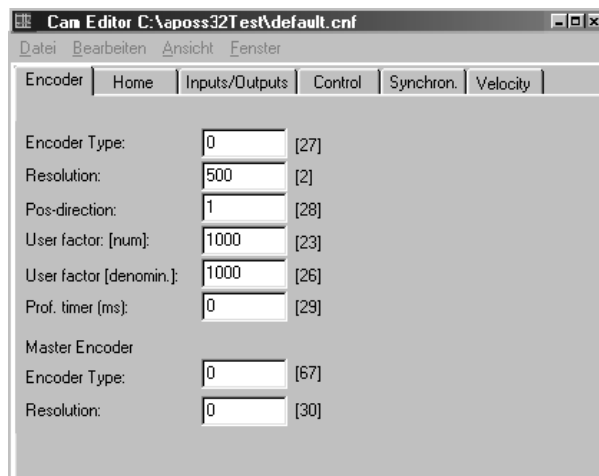 Cam Editor C:\aposs32Test\default.cnf
Datei Bearbeiten Ansicht Fenster
Encoder Home Inputs/Outputs Control Synchron. Velocity
Encoder Type: 0 [27]
Resolution: 500 [2]
Pos-direction: 1 [28]
User factor: [num]: 1000 [23]
User factor [denomin.]: 1000 [26]
Prof. timer (ms): 0 [29]
Master Encoder
Encoder Type: 0 [67]
Resolution: 0 [30]